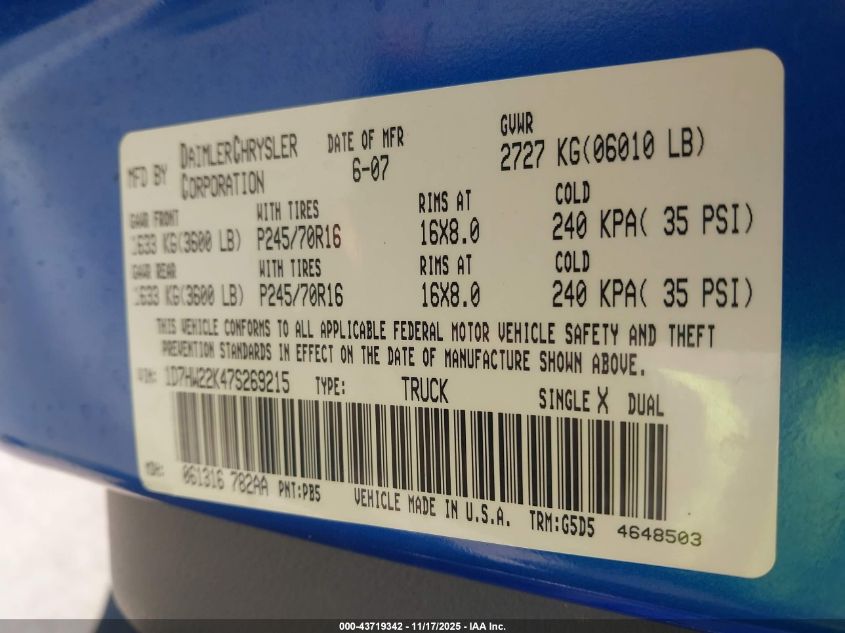 MFD BY DAIMLERCHRYSLER CORPORATION DATE OF MFR 6-07 GVWR 2727 KG(06010 LB)
GAWR FRONT WITH TIRES RIMS AT COLD
1633 KG(3600 LB) P245/70R16 16X8.0 240 KPA( 35 PSI)
GAWR REAR WITH TIRES RIMS AT COLD
1633 KG(3600 LB) P245/70R16 16X8.0 240 KPA( 35 PSI)
THIS VEHICLE CONFORMS TO ALL APPLICABLE FEDERAL MOTOR VEHICLE SAFETY AND THEFT
PREVENTION STANDARDS IN EFFECT ON THE DATE OF MANUFACTURE SHOWN ABOVE.
VIN: 1D7HW22K47S269215 TYPE: TRUCK SINGLE X DUAL
MDH: 061316 782AA PNT:PB5 VEHICLE MADE IN U.S.A. TRM:G5D5 4648503
000-43719342 - 11/17/2025 - IAA Inc.